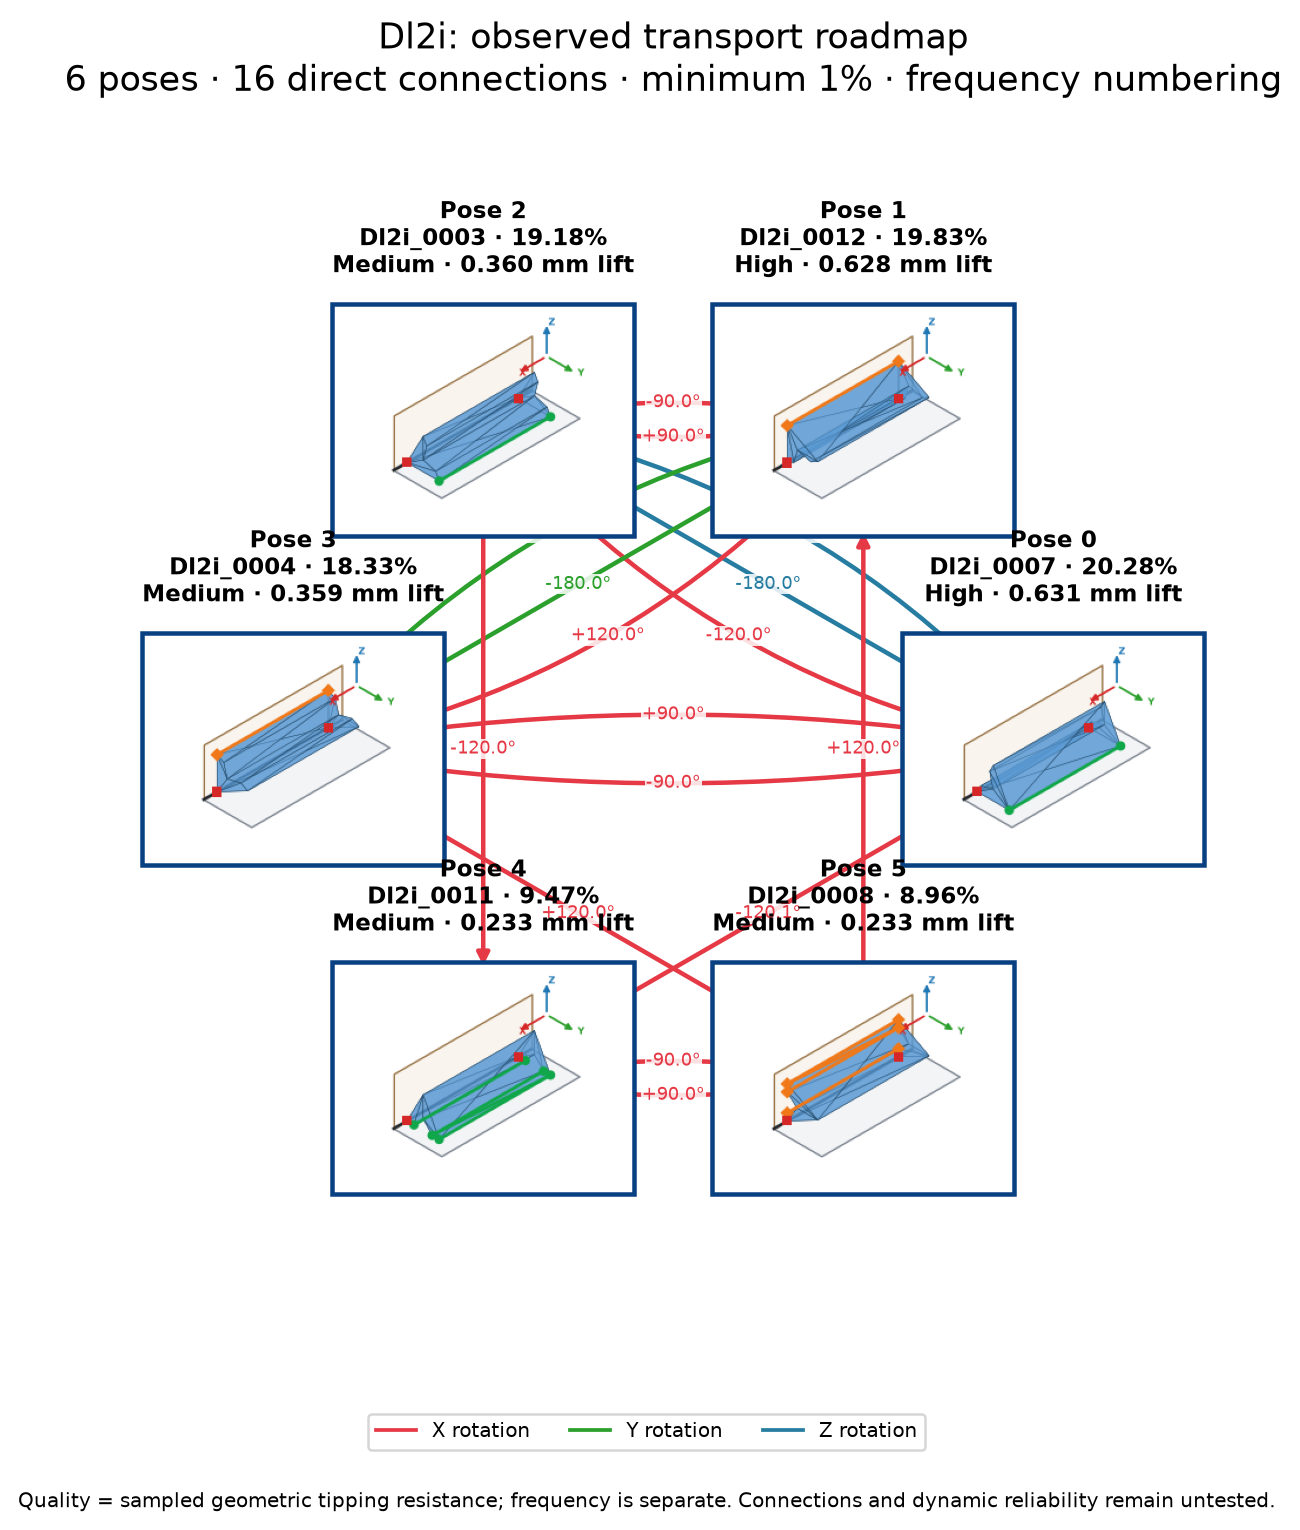 Dl2i: observed transport roadmap
6 poses · 16 direct connections · minimum 1% · frequency numbering
Pose 2
Dl2i_0003 · 19.18%
Medium · 0.360 mm lift
Pose 1
Dl2i_0012 · 19.83%
High · 0.628 mm lift
Z
X
Y
Z
X
Y
-90.0°
+90.0°
Pose 3
Dl2i_0004 · 18.33%
Medium · 0.359 mm lift
Pose 0
Dl2i_0007 · 20.28%
High · 0.631 mm lift
-180.0°
-180.0°
+120.0°
-120.0°
Z
X
Y
Z
X
Y
+90.0°
-120.0°
+120.0°
-90.0°
Pose 4
Dl2i_0011 · 9.47%
Medium · 0.233 mm lift
Pose 5
Dl2i_0008 · 8.96%
Medium · 0.233 mm lift
+120.0°
-120.1°
Z
X
Y
Z
X
Y
-90.0°
+90.0°
X rotation
Y rotation
Z rotation
Quality = sampled geometric tipping resistance; frequency is separate. Connections and dynamic reliability remain untested.